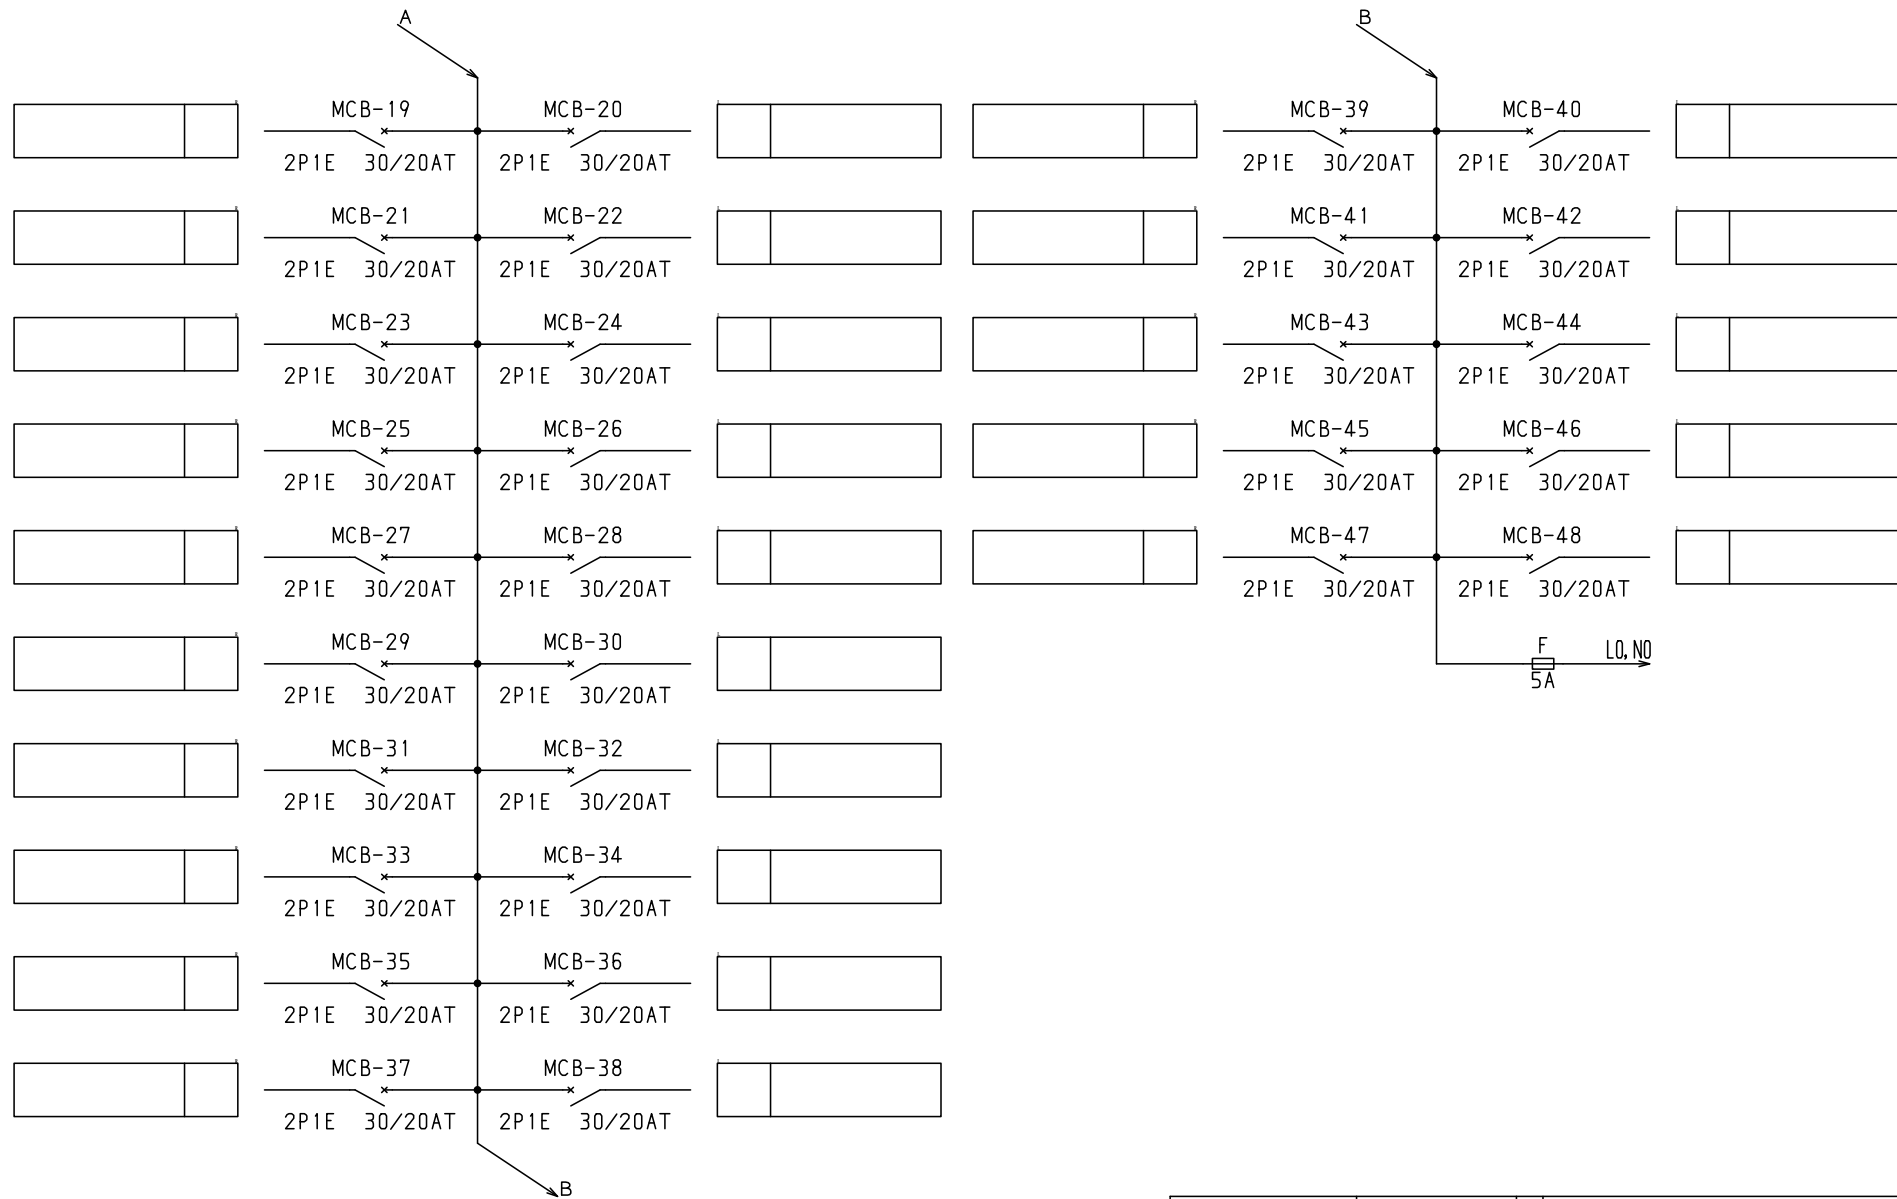 A
MCB-19 MCB-20
2P1E 30/20AT 2P1E 30/20AT
MCB-21 MCB-22
2P1E 30/20AT 2P1E 30/20AT
MCB-23 MCB-24
2P1E 30/20AT 2P1E 30/20AT
MCB-25 MCB-26
2P1E 30/20AT 2P1E 30/20AT
MCB-27 MCB-28
2P1E 30/20AT 2P1E 30/20AT
MCB-29 MCB-30
2P1E 30/20AT 2P1E 30/20AT
MCB-31 MCB-32
2P1E 30/20AT 2P1E 30/20AT
MCB-33 MCB-34
2P1E 30/20AT 2P1E 30/20AT
MCB-35 MCB-36
2P1E 30/20AT 2P1E 30/20AT
MCB-37 MCB-38
2P1E 30/20AT 2P1E 30/20AT
B
B
MCB-39 MCB-40
2P1E 30/20AT 2P1E 30/20AT
MCB-41 MCB-42
2P1E 30/20AT 2P1E 30/20AT
MCB-43 MCB-44
2P1E 30/20AT 2P1E 30/20AT
MCB-45 MCB-46
2P1E 30/20AT 2P1E 30/20AT
MCB-47 MCB-48
2P1E 30/20AT 2P1E 30/20AT
F L0,N0
5A